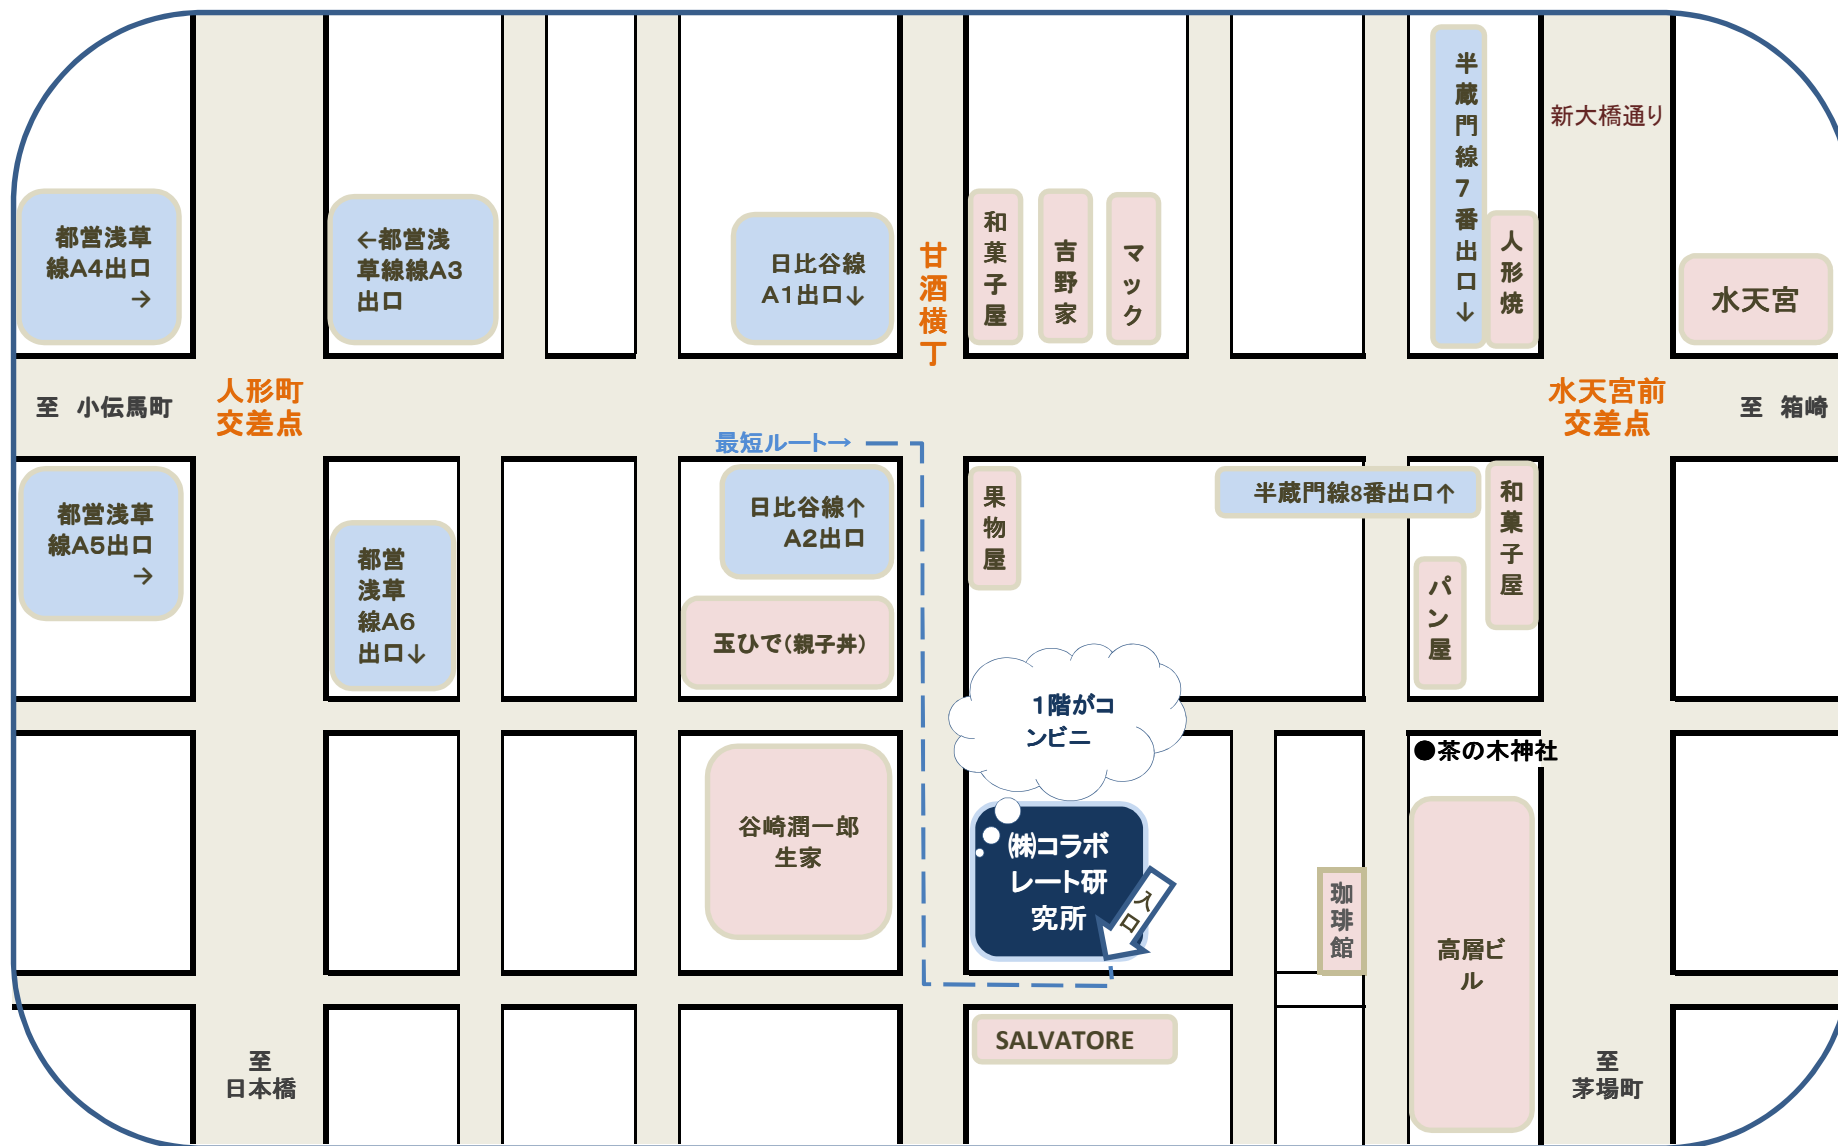 新大橋通り
半蔵門線7番出口↓
都営浅草
線A4出口
→
←都営浅
草線線A3
出口
日比谷線
A1出口↓
甘酒横丁
和菓子屋
吉野家
マック
人形焼
水天宮
至 小伝馬町
人形町
交差点
水天宮前
交差点
至 箱崎
最短ルート→
都営浅草
線A5出口
→
都営
浅草
線A6
出口↓
日比谷線↑
A2出口
果物屋
半蔵門線8番出口↑
和菓子屋
パン屋
玉ひで(親子丼)
1階がコ
ンビニ
●茶の木神社
谷崎潤一郎
生家
㈱コラボ
レート研
究所
入口
珈琲館
高層ビ
ル
SALVATORE
至
日本橋
至
茅場町